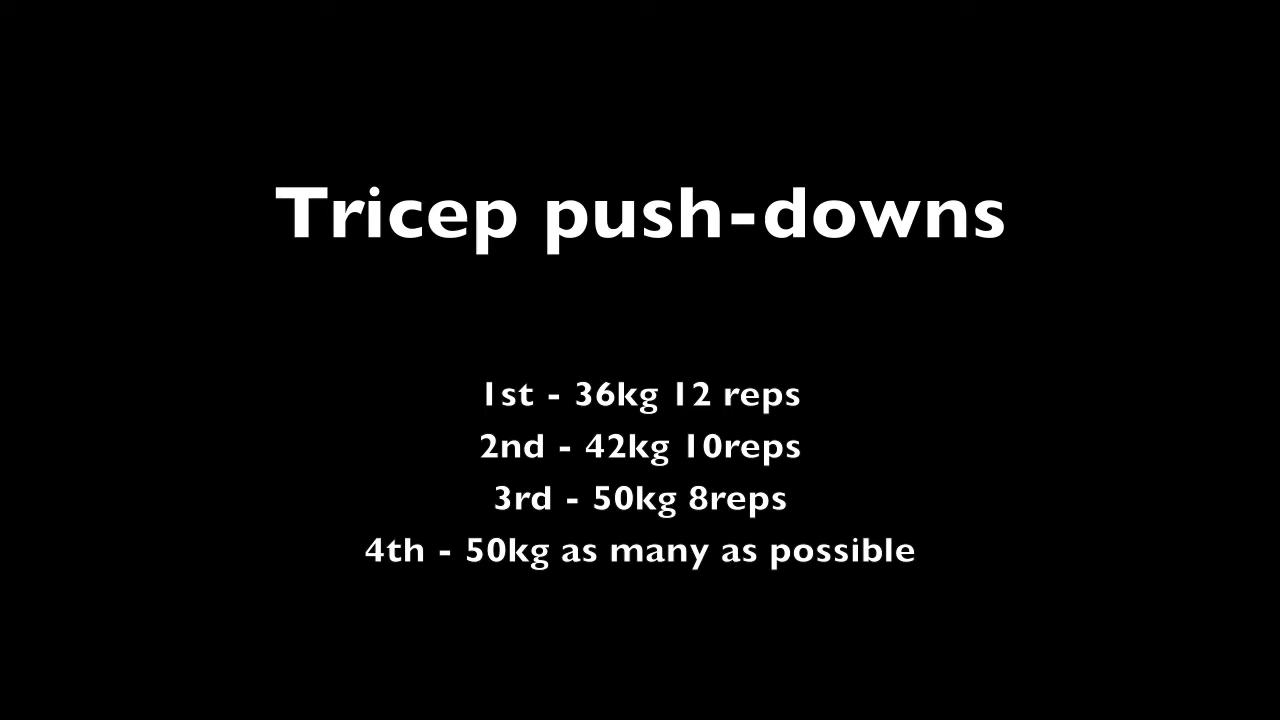 Tricep push-downs
1st - 36kg 12 reps
2nd - 42kg 10reps
3rd - 50kg 8reps
4th - 50kg as many as possible